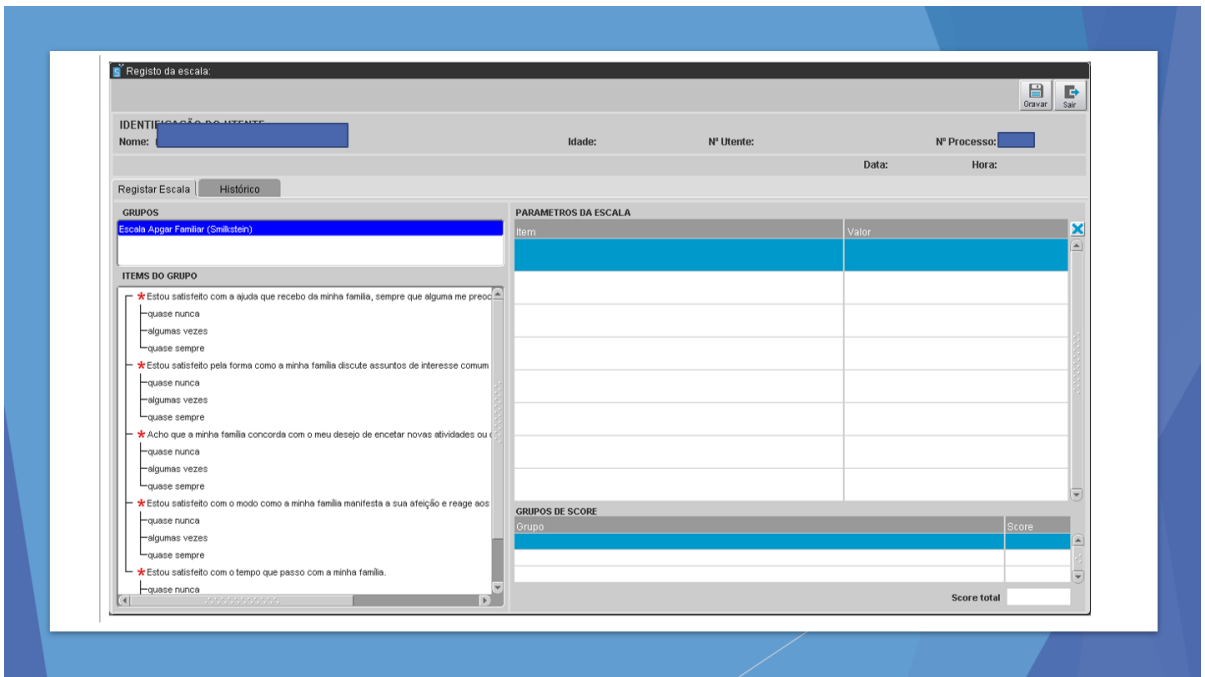 Registo da escala:
Gravar
Sair
Nome:
Idade:
Nº Utente:
Nº Processo:
Data:
Hora:
Registar Escala
Histórico
GRUPOS
Escala Apgar Familiar (Smilkstein)
ITEMS DO GRUPO
*Estou satisfeito com a ajuda que recebo da minha família, sempre que alguma me preoc
quase nunca
algumas vezes
quase sempre
*Estou satisfeito pela forma como a minha família discute assuntos de interesse comum
quase nunca
algumas vezes
quase sempre
*Acho que a minha família concorda com o meu desejo de encetar novas atividades ou
quase nunca
algumas vezes
quase sempre
*Estou satisfeito com o modo como a minha família manifesta a sua afeição e reage aos
quase nunca
algumas vezes
quase sempre
*Estou satisfeito com o tempo que passo com a minha família.
quase nunca
PARAMETROS DA ESCALA
Item
Valor
GRUPOS DE SCORE
Grupo
Score
Score total